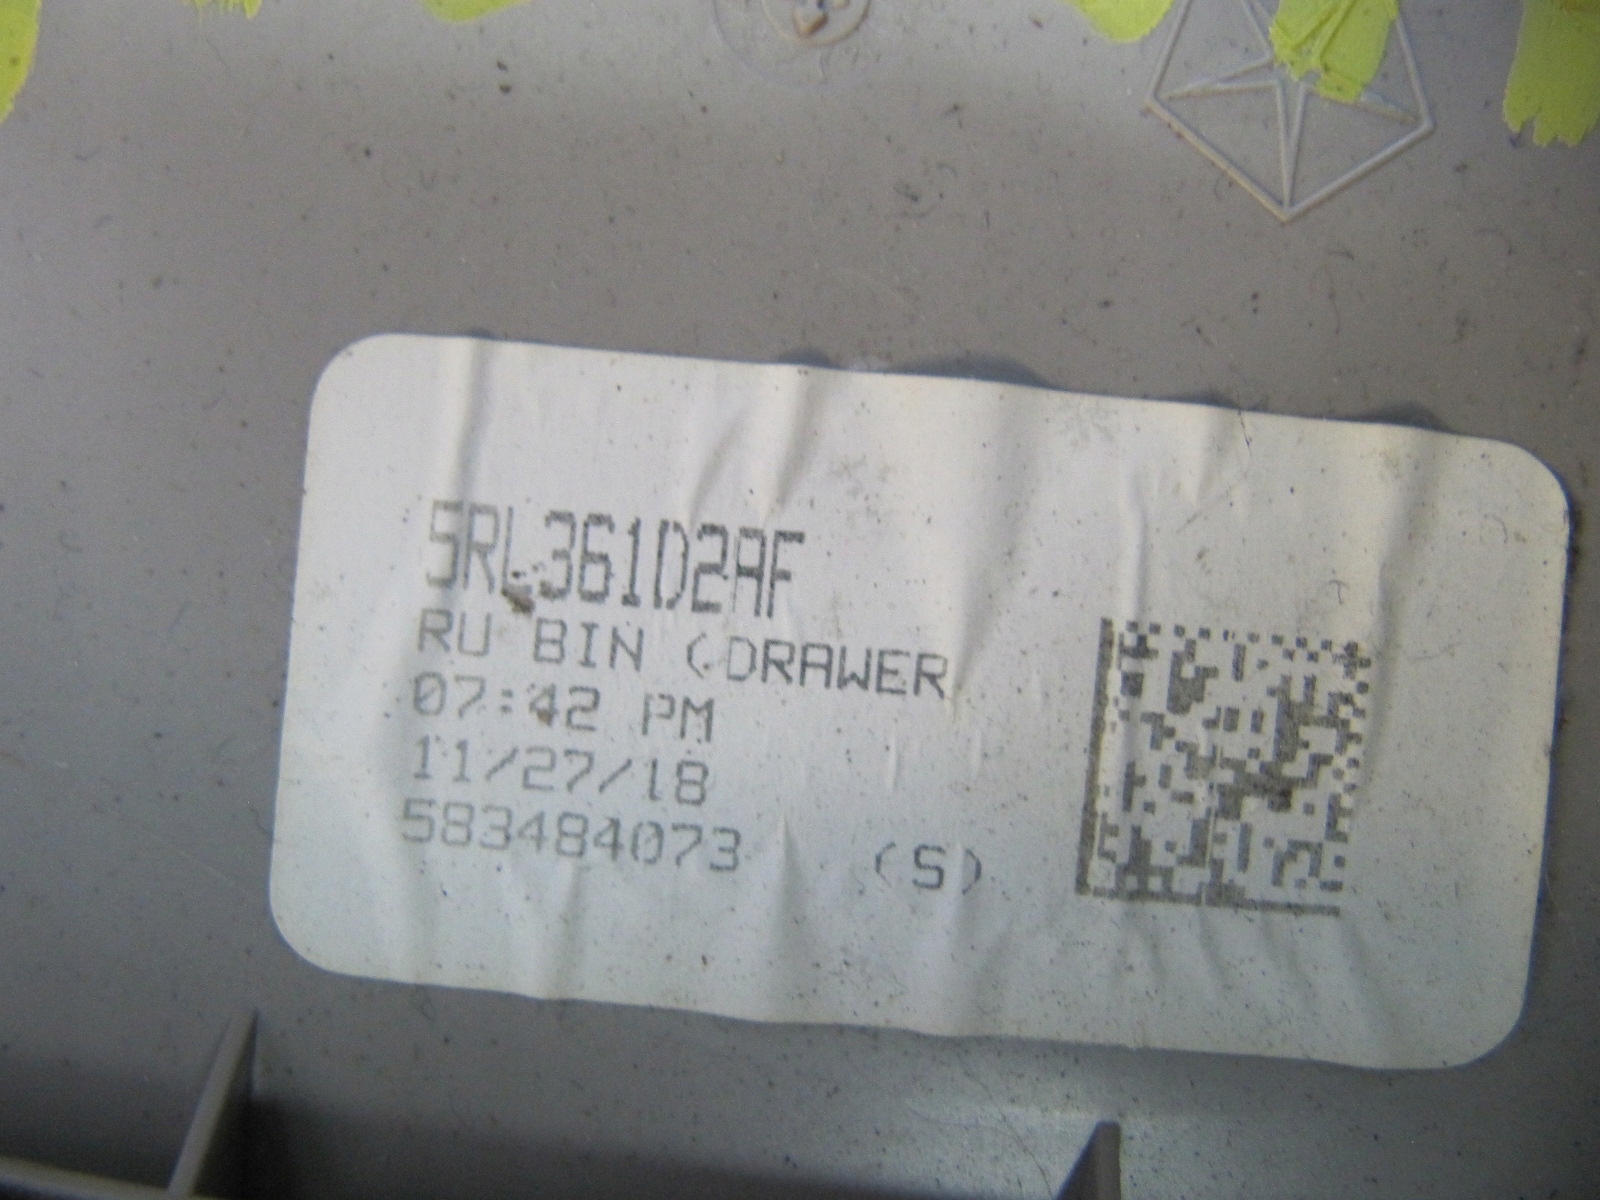 5RL361D2AF
RU BIN (DRAWER
07:42 PM
11/27/18
583484073 (S)